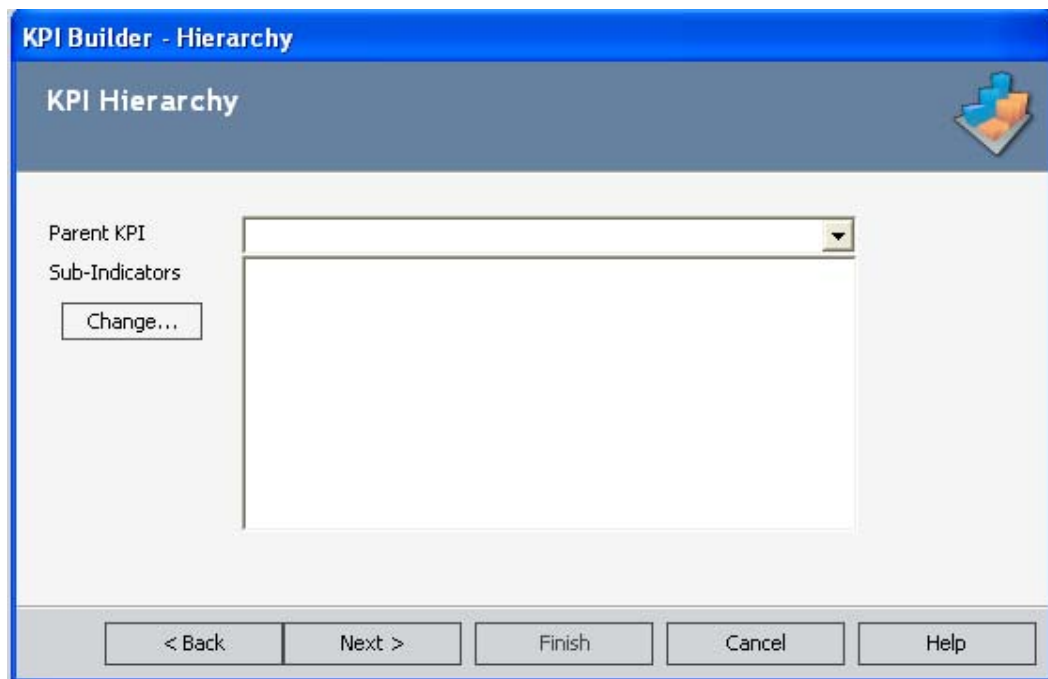 KPI Builder - Hierarchy
KPI Hierarchy
Parent KPI
Sub-Indicators
Change...
< Back
Next >
Finish
Cancel
Help